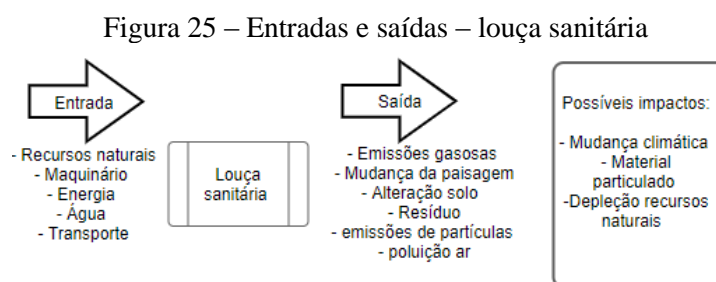 Figura 25 – Entradas e saídas – louça sanitária
Entrada
- Recursos naturais
- Maquinário
- Energia
- Água
- Transporte
Louça
sanitária
Saída
- Emissões gasosas
- Mudança da paisagem
- Alteração solo
- Resíduo
- emissões de partículas
- poluição ar
Possíveis impactos:
- Mudança climática
- Material
particulado
-Depleção recursos
naturais